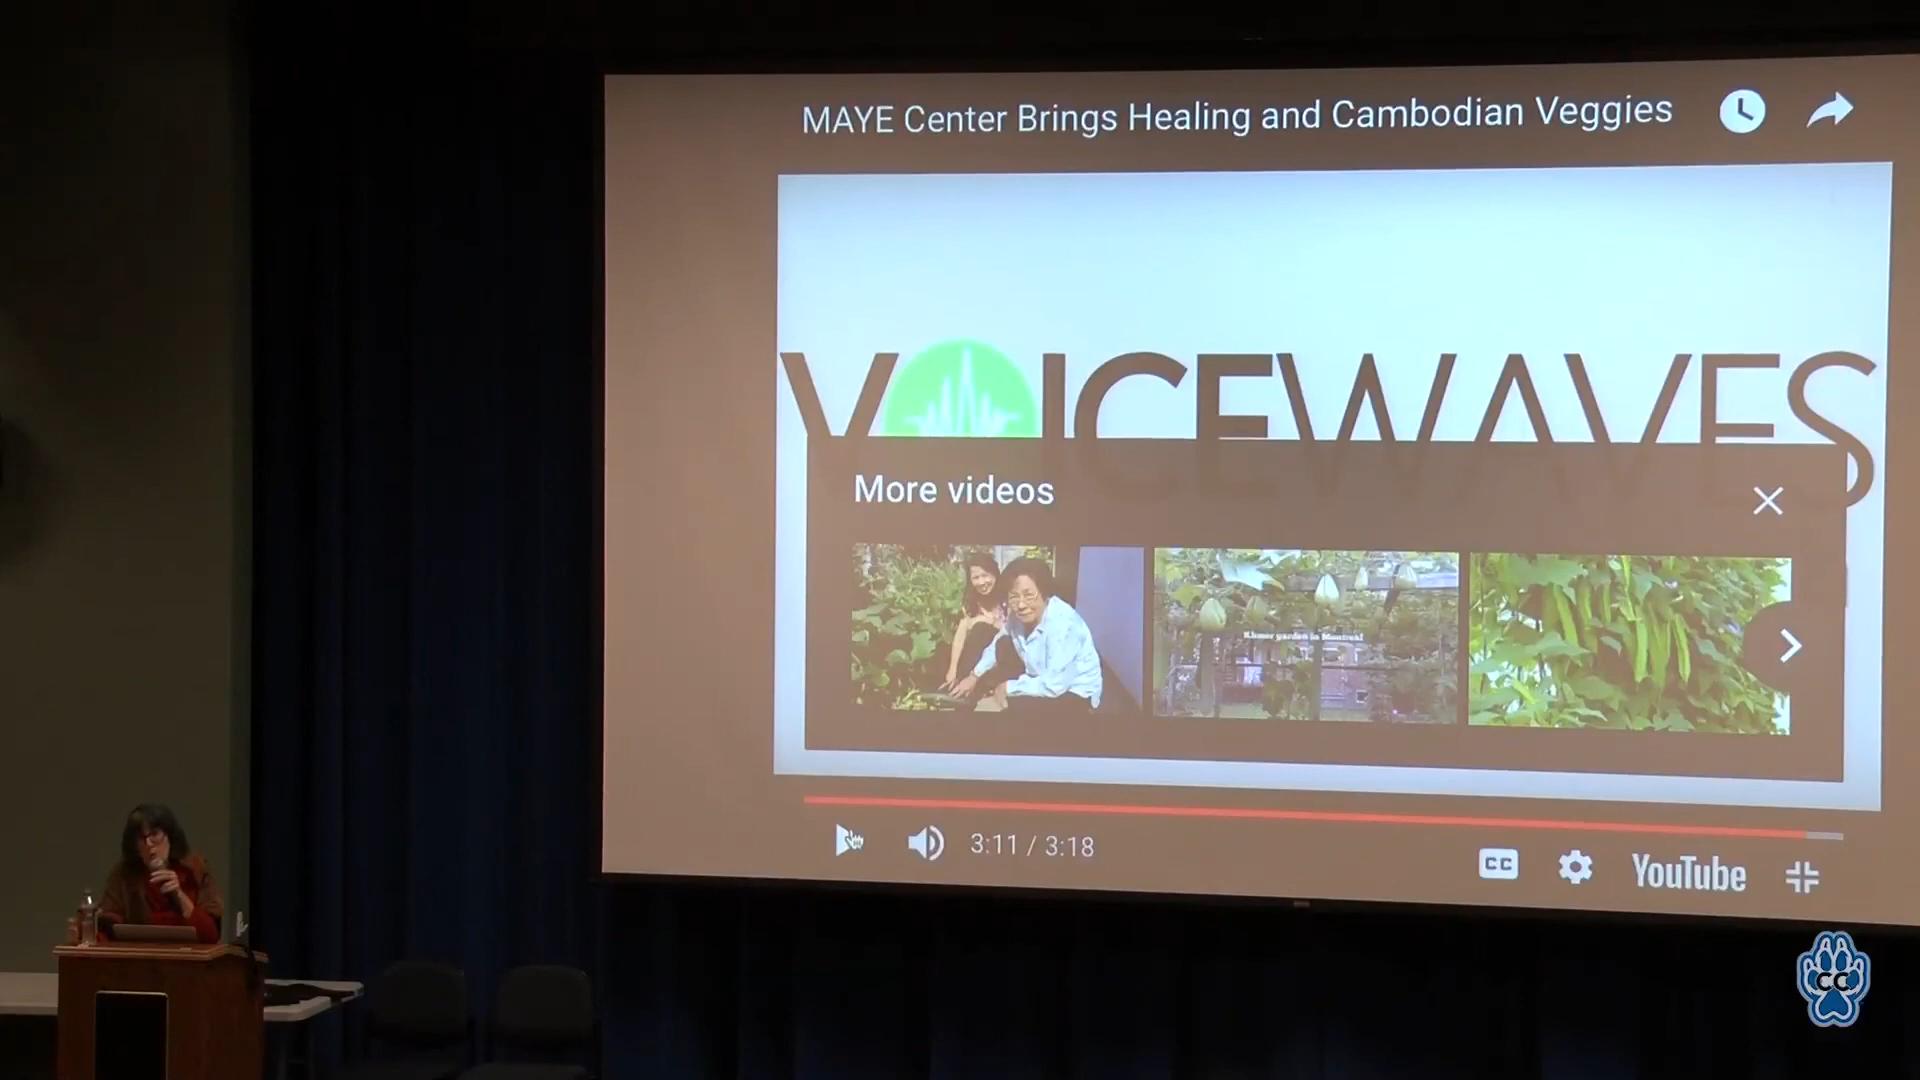 MAYE Center Brings Healing and Cambodian Veggies
VOICEWAVES
More videos
Khmer garden in Montreal
3:11 / 3:18
CC
YouTube
CC